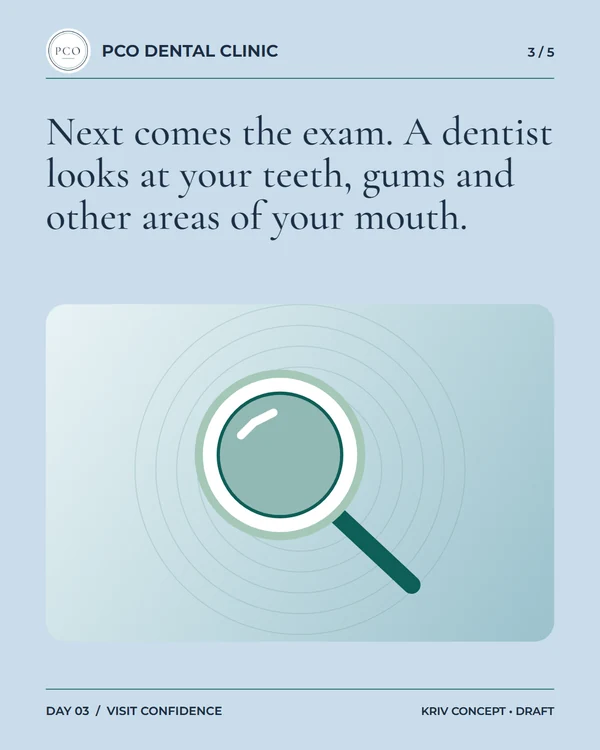 PCO
PCO DENTAL CLINIC
3 / 5
Next comes the exam. A dentist
looks at your teeth, gums and
other areas of your mouth.
DAY 03 / VISIT CONFIDENCE
KRIV CONCEPT • DRAFT